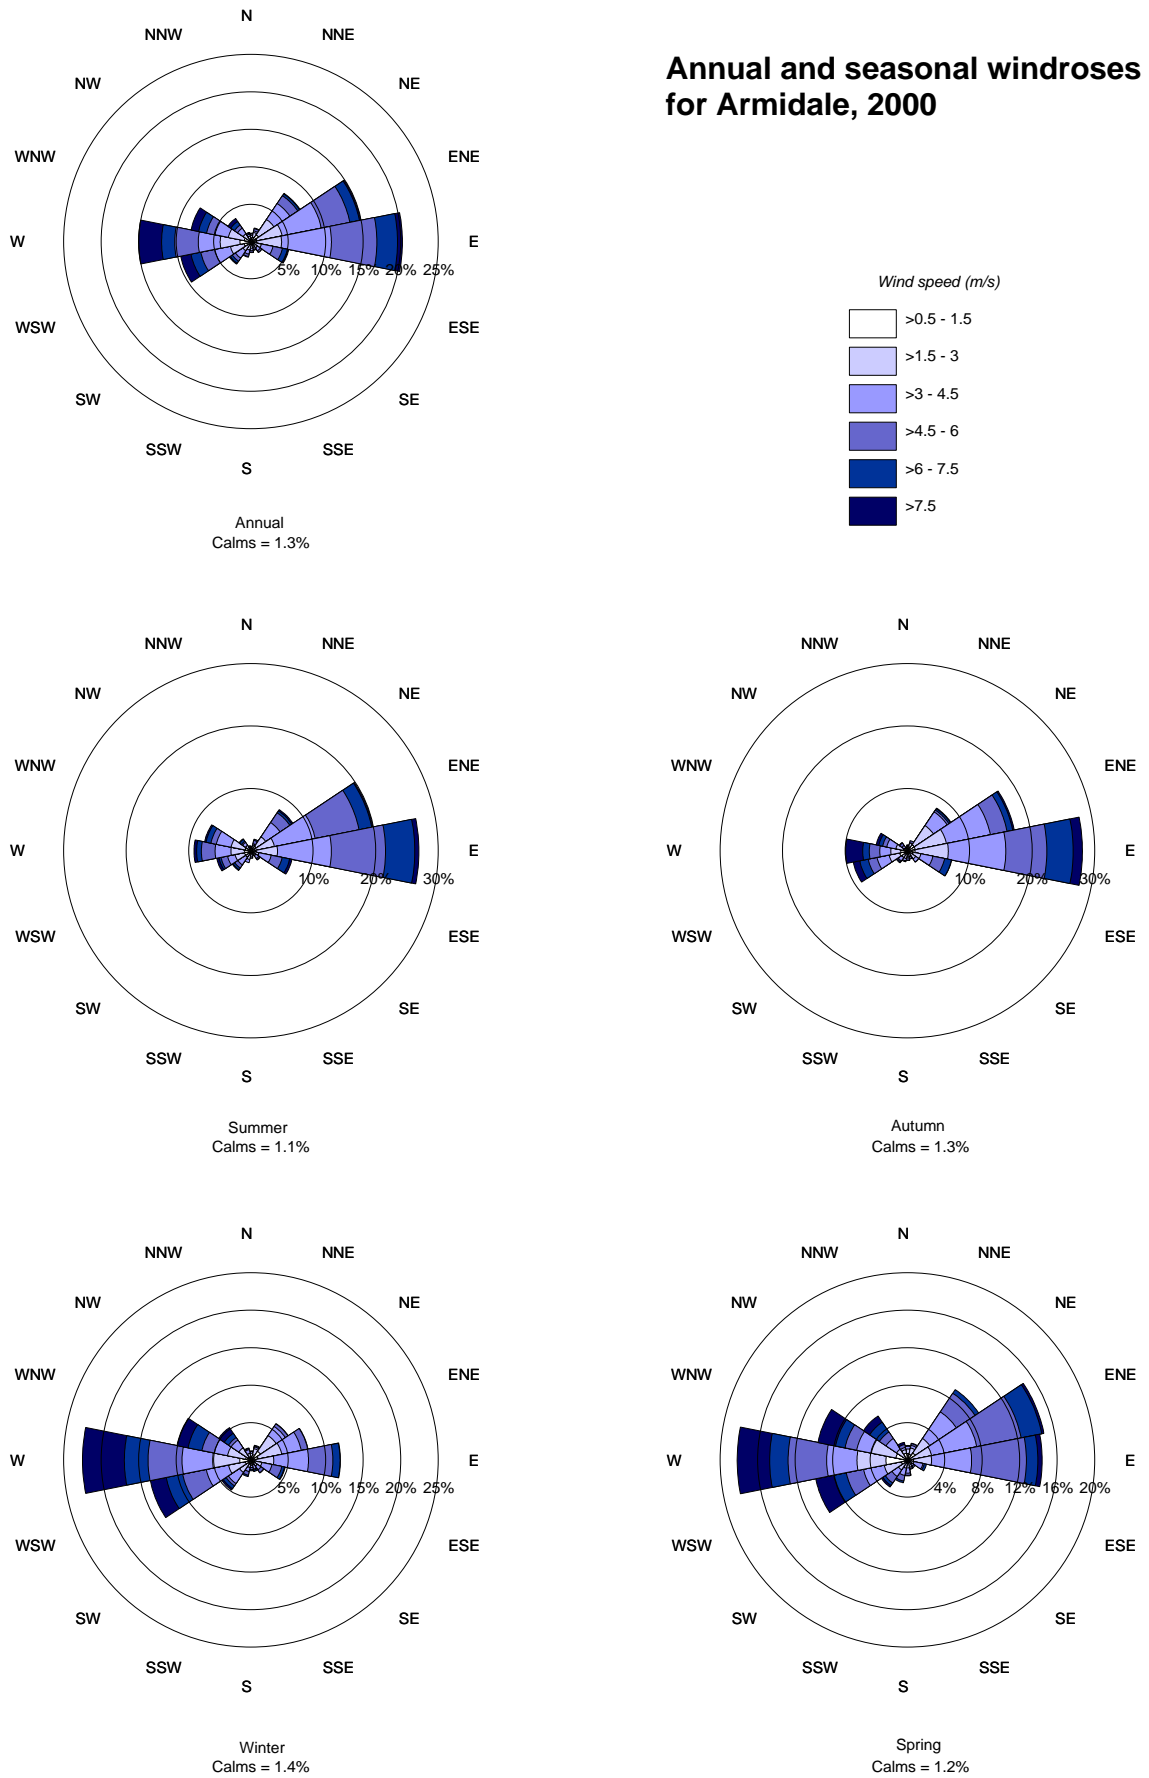 Annual and seasonal windroses
for Armidale, 2000
N
NNW
NNE
NW
NE
WNW
ENE
W
E
5%
10%
15%
20%
25%
WSW
ESE
SW
SE
SSW
SSE
S
Annual
Calms = 1.3%
Wind speed (m/s)
>0.5 - 1.5
>1.5 - 3
>3 - 4.5
>4.5 - 6
>6 - 7.5
>7.5
N
NNW
NNE
NW
NE
WNW
ENE
W
E
10%
20%
30%
WSW
ESE
SW
SE
SSW
SSE
S
Summer
Calms = 1.1%
N
NNW
NNE
NW
NE
WNW
ENE
W
E
10%
20%
30%
WSW
ESE
SW
SE
SSW
SSE
S
Autumn
Calms = 1.3%
N
NNW
NNE
NW
NE
WNW
ENE
W
E
5%
10%
15%
20%
25%
WSW
ESE
SW
SE
SSW
SSE
S
Winter
Calms = 1.4%
N
NNW
NNE
NW
NE
WNW
ENE
W
E
4%
8%
12%
16%
20%
WSW
ESE
SW
SE
SSW
SSE
S
Spring
Calms = 1.2%